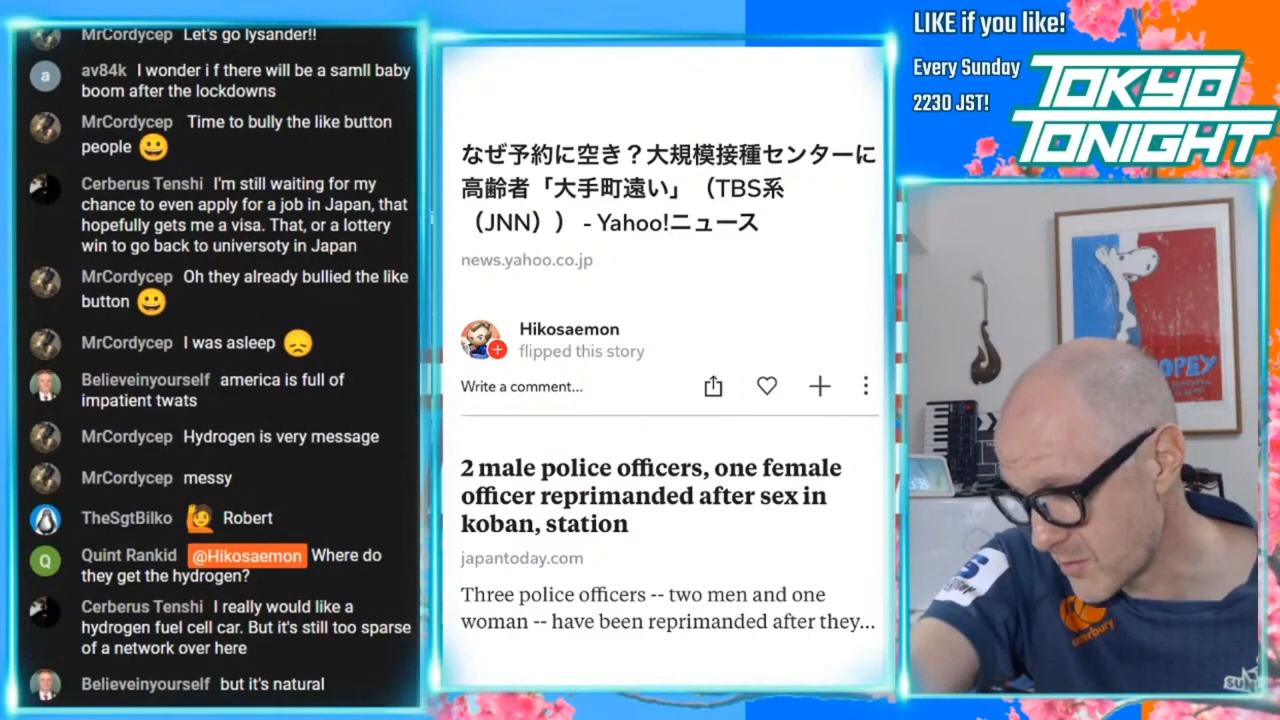 MrCordycep Let's go lysander!!
a
av84k I wonder i f there will be a samll baby
boom after the lockdowns
MrCordycep Time to bully the like button
people
Cerberus Tenshi I'm still waiting for my
chance to even apply for a job in Japan, that
hopefully gets me a visa. That, or a lottery
win to go back to universoty in Japan
MrCordycep Oh they already bullied the like
button
MrCordycep I was asleep
Believeinyourself america is full of
impatient twats
MrCordycep Hydrogen is very message
MrCordycep messy
TheSgtBilko Robert
Q
Quint Rankid @Hikosaemon Where do
they get the hydrogen?
Cerberus Tenshi I really would like a
hydrogen fuel cell car. But it's still too sparse
of a network over here
Believeinyourself but it's natural
なぜ予約に空き？大規模接種センターに
高齢者「大手町遠い」（TBS系
（JNN）） - Yahoo!ニュース
news.yahoo.co.jp
Hikosaemon
flipped this story
Write a comment...
2 male police officers, one female
officer reprimanded after sex in
koban, station
japantoday.com
Three police officers -- two men and one
woman -- have been reprimanded after they...
LIKE if you like!
Every Sunday
2230 JST!
TOKYO
TONIGHT
OPEY
canterbury